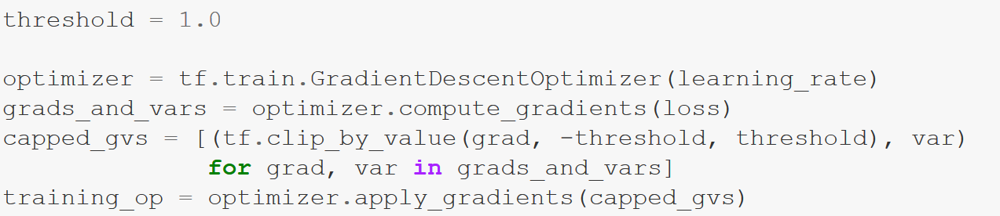 threshold = 1.0

optimizer = tf.train.GradientDescentOptimizer(learning_rate)
grads_and_vars = optimizer.compute_gradients(loss)
capped_gvs = [(tf.clip_by_value(grad, -threshold, threshold), var)
              for grad, var in grads_and_vars]
training_op = optimizer.apply_gradients(capped_gvs)